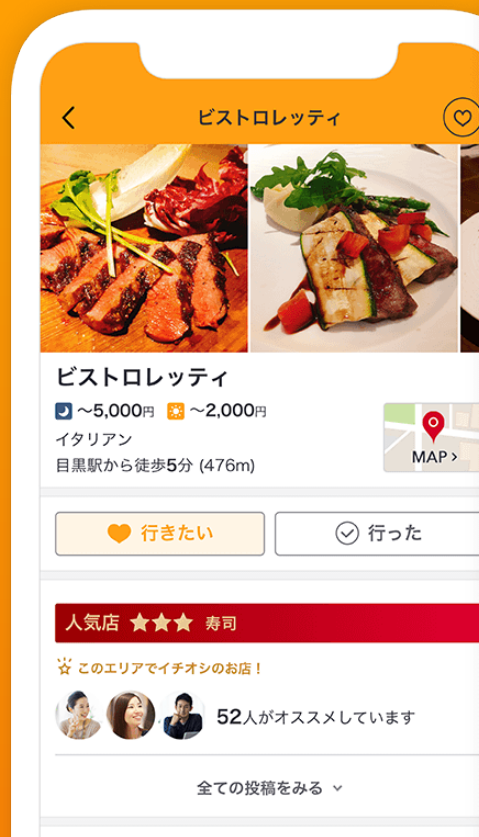 ビストロレッティ
ビストロレッティ
〜5,000円 〜2,000円
イタリアン
目黒駅から徒歩5分 (476m)
MAP
行きたい
行った
人気店 ★★★ 寿司
このエリアでイチオシのお店！
52人がオススメしています
全ての投稿をみる